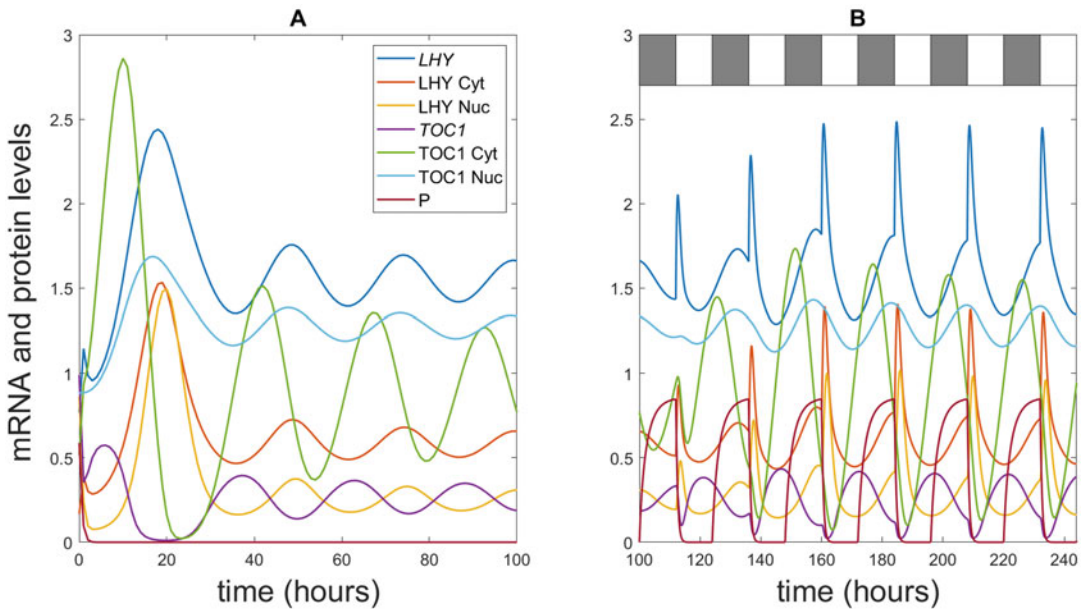 A
B
mRNA and protein levels
3
2.5
2
1.5
1
0.5
0
0
20
40
60
80
100
time (hours)
LHY
LHY Cyt
LHY Nuc
TOC1
TOC1 Cyt
TOC1 Nuc
P
3
2.5
2
1.5
1
0.5
0
100
120
140
160
180
200
220
240
time (hours)